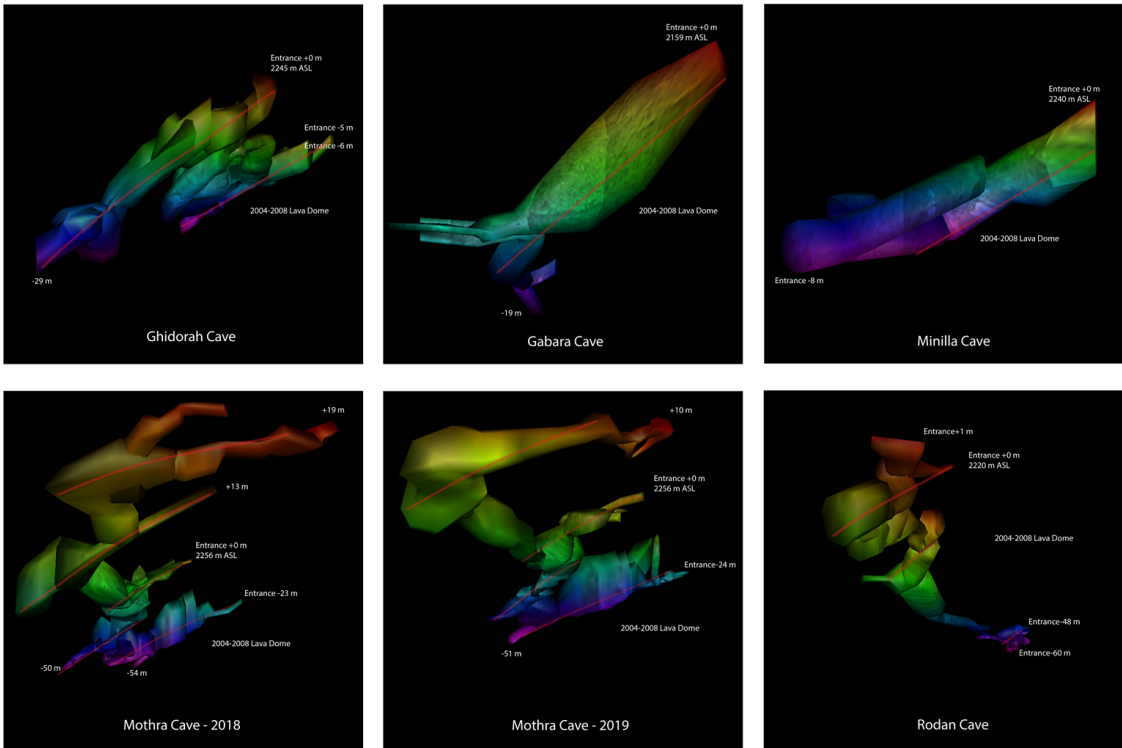 Entrance +0 m
2245 m ASL
Entrance -5 m
Entrance -6 m
2004-2008 Lava Dome
-29 m
Ghidorah Cave
Entrance +0 m
2159 m ASL
2004-2008 Lava Dome
-19 m
Gabara Cave
Entrance +0 m
2240 m ASL
2004-2008 Lava Dome
Entrance -8 m
Minilla Cave
+19 m
+13 m
Entrance +0 m
2256 m ASL
Entrance -23 m
2004-2008 Lava Dome
-50 m
-54 m
Mothra Cave - 2018
+10 m
Entrance +0 m
2256 m ASL
Entrance-24 m
2004-2008 Lava Dome
-51 m
Mothra Cave - 2019
Entrance+1 m
Entrance +0 m
2220 m ASL
2004-2008 Lava Dome
Entrance-48 m
Entrance-60 m
Rodan Cave